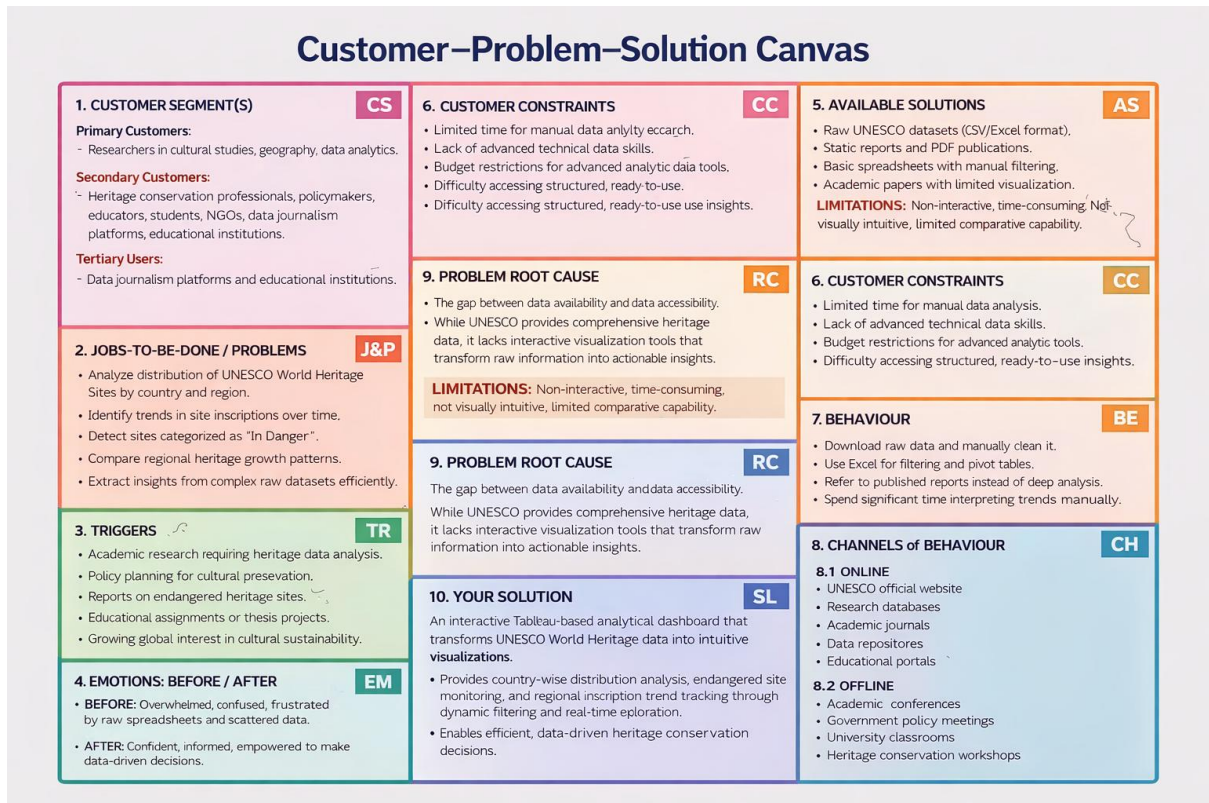 Customer–Problem–Solution Canvas
1. CUSTOMER SEGMENT(S)
CS
Primary Customers:
- Researchers in cultural studies, geography, data analytics.
Secondary Customers:
- Heritage conservation professionals, policymakers,
educators, students, NGOs, data journalism
platforms, educational institutions.
Tertiary Users:
- Data journalism platforms and educational institutions.
2. JOBS-TO-BE-DONE / PROBLEMS
J&P
• Analyze distribution of UNESCO World Heritage
Sites by country and region.
• Identify trends in site inscriptions over time.
• Detect sites categorized as "In Danger".
• Compare regional heritage growth patterns.
• Extract insights from complex raw datasets efficiently.
3. TRIGGERS
TR
• Academic research requiring heritage data analysis.
• Policy planning for cultural presevation.
• Reports on endangered heritage sites.
• Educational assignments or thesis projects.
• Growing global interest in cultural sustainability.
4. EMOTIONS: BEFORE / AFTER
EM
• BEFORE: Overwhelmed, confused, frustrated
by raw spreadsheets and scattered data.
• AFTER: Confident, informed, empowered to make
data-driven decisions.
6. CUSTOMER CONSTRAINTS
CC
• Limited time for manual data
• Lack of advanced technical data skills.
• Budget restrictions for advanced analytic data tools.
• Difficulty accessing structured, ready-to-use.
• Difficulty accessing structured, ready-to-use use insights.
9. PROBLEM ROOT CAUSE
RC
• The gap between data availability and data accessibility.
• While UNESCO provides comprehensive heritage
data, it lacks interactive visualization tools that
transform raw information into actionable insights.
LIMITATIONS: Non-interactive, time-consuming,
not visually intuitive, limited comparative capability.
9. PROBLEM ROOT CAUSE
RC
The gap between data availability and data accessibility.
While UNESCO provides comprehensive heritage data,
it lacks interactive visualization tools that transform raw
information into actionable insights.
10. YOUR SOLUTION
SL
An interactive Tableau-based analytical dashboard that
transforms UNESCO World Heritage data into intuitive
visualizations.
• Provides country-wise distribution analysis, endangered site
monitoring, and regional inscription trend tracking through
dynamic filtering and real-time eploration.
• Enables efficient, data-driven heritage conservation
decisions.
5. AVAILABLE SOLUTIONS
AS
• Raw UNESCO datasets (CSV/Excel format),
• Static reports and PDF publications.
• Basic spreadsheets with manual filtering,
• Academic papers with limited visualization.
LIMITATIONS: Non-interactive, time-consuming. Not
visually intuitive, limited comparative capability.
6. CUSTOMER CONSTRAINTS
CC
• Limited time for manual data analysis.
• Lack of advanced technical data skills.
• Budget restrictions for advanced analytic tools.
• Difficulty accessing structured, ready-to-use insights.
7. BEHAVIOUR
BE
• Download raw data and manually clean it.
• Use Excel for filtering and pivot tables.
• Refer to published reports instead of deep analysis.
• Spend significant time interpreting trends manually.
8. CHANNELS of BEHAVIOUR
CH
8.1 ONLINE
• UNESCO official website
• Research databases
• Academic journals
• Data repositores
• Educational portals
8.2 OFFLINE
• Academic conferences
• Government policy meetings
• University classrooms
• Heritage conservation workshops